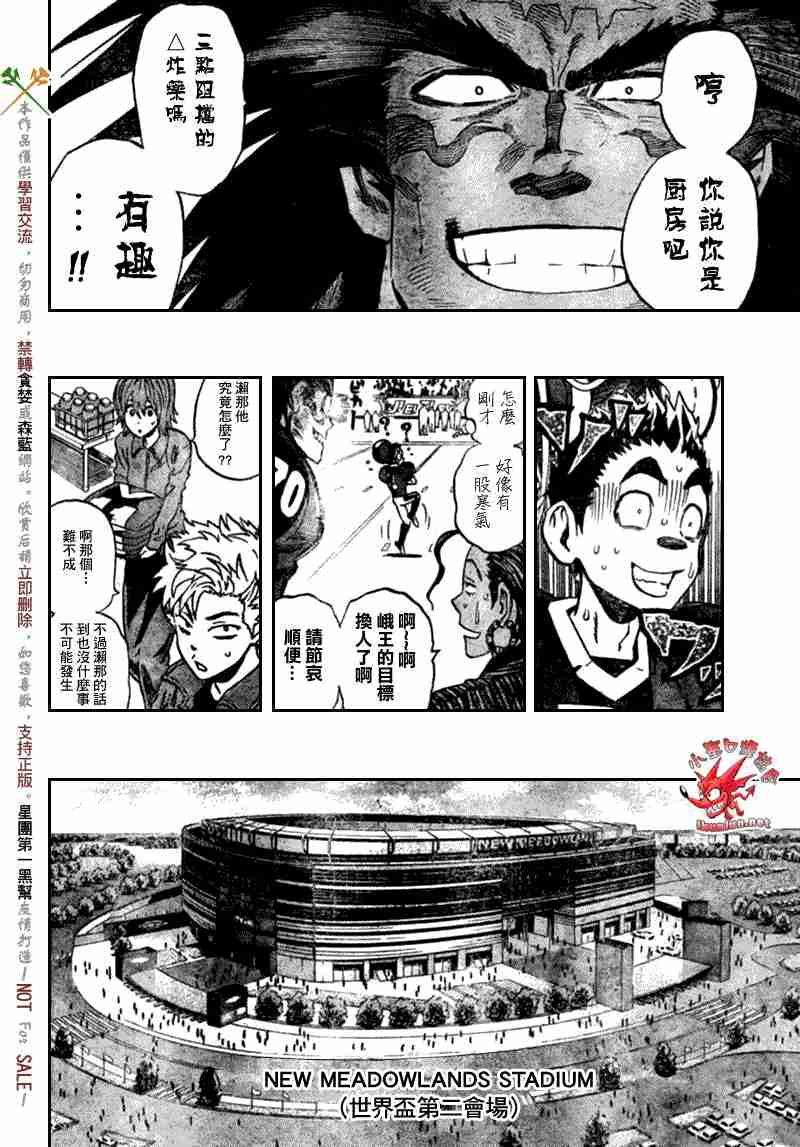 哼
你說你是
厨房吧
三點阻擋的
△
炸藥嗎
有趣
…!!
怎麼
剛才
好像有
一股寒氣
啊~啊
峨王的目標
換人了啊
請節哀
順便…
瀨那他
究竟怎麼了??
啊那個…
難不成
不過瀨那的話
到也沒什麼事
不可能發生
NEW MEADOWLANDS STADIUM
(世界盃第二會場)
本作品僅供學習交流，切勿商用，禁轉貪婪或森藍網站。欣賞后請立即刪除，如您喜歡，支持正版。星團第一黑幫友情打造—NOT For SALE—